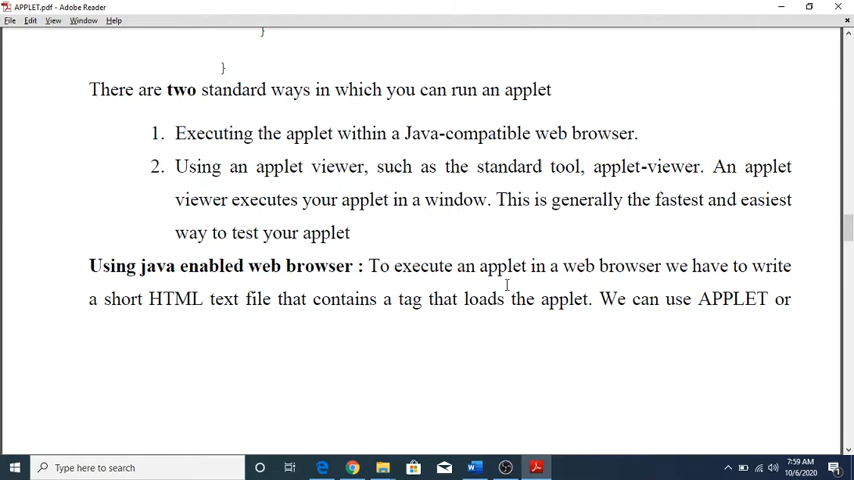 APPLET.pdf - Adobe Reader
File Edit View Window Help
}
}
There are two standard ways in which you can run an applet
1. Executing the applet within a Java-compatible web browser.
2. Using an applet viewer, such as the standard tool, applet-viewer. An applet
viewer executes your applet in a window. This is generally the fastest and easiest
way to test your applet
Using java enabled web browser : To execute an applet in a web browser we have to write
a short HTML text file that contains a tag that loads the applet. We can use APPLET or
Type here to search
7:59 AM
10/6/2020